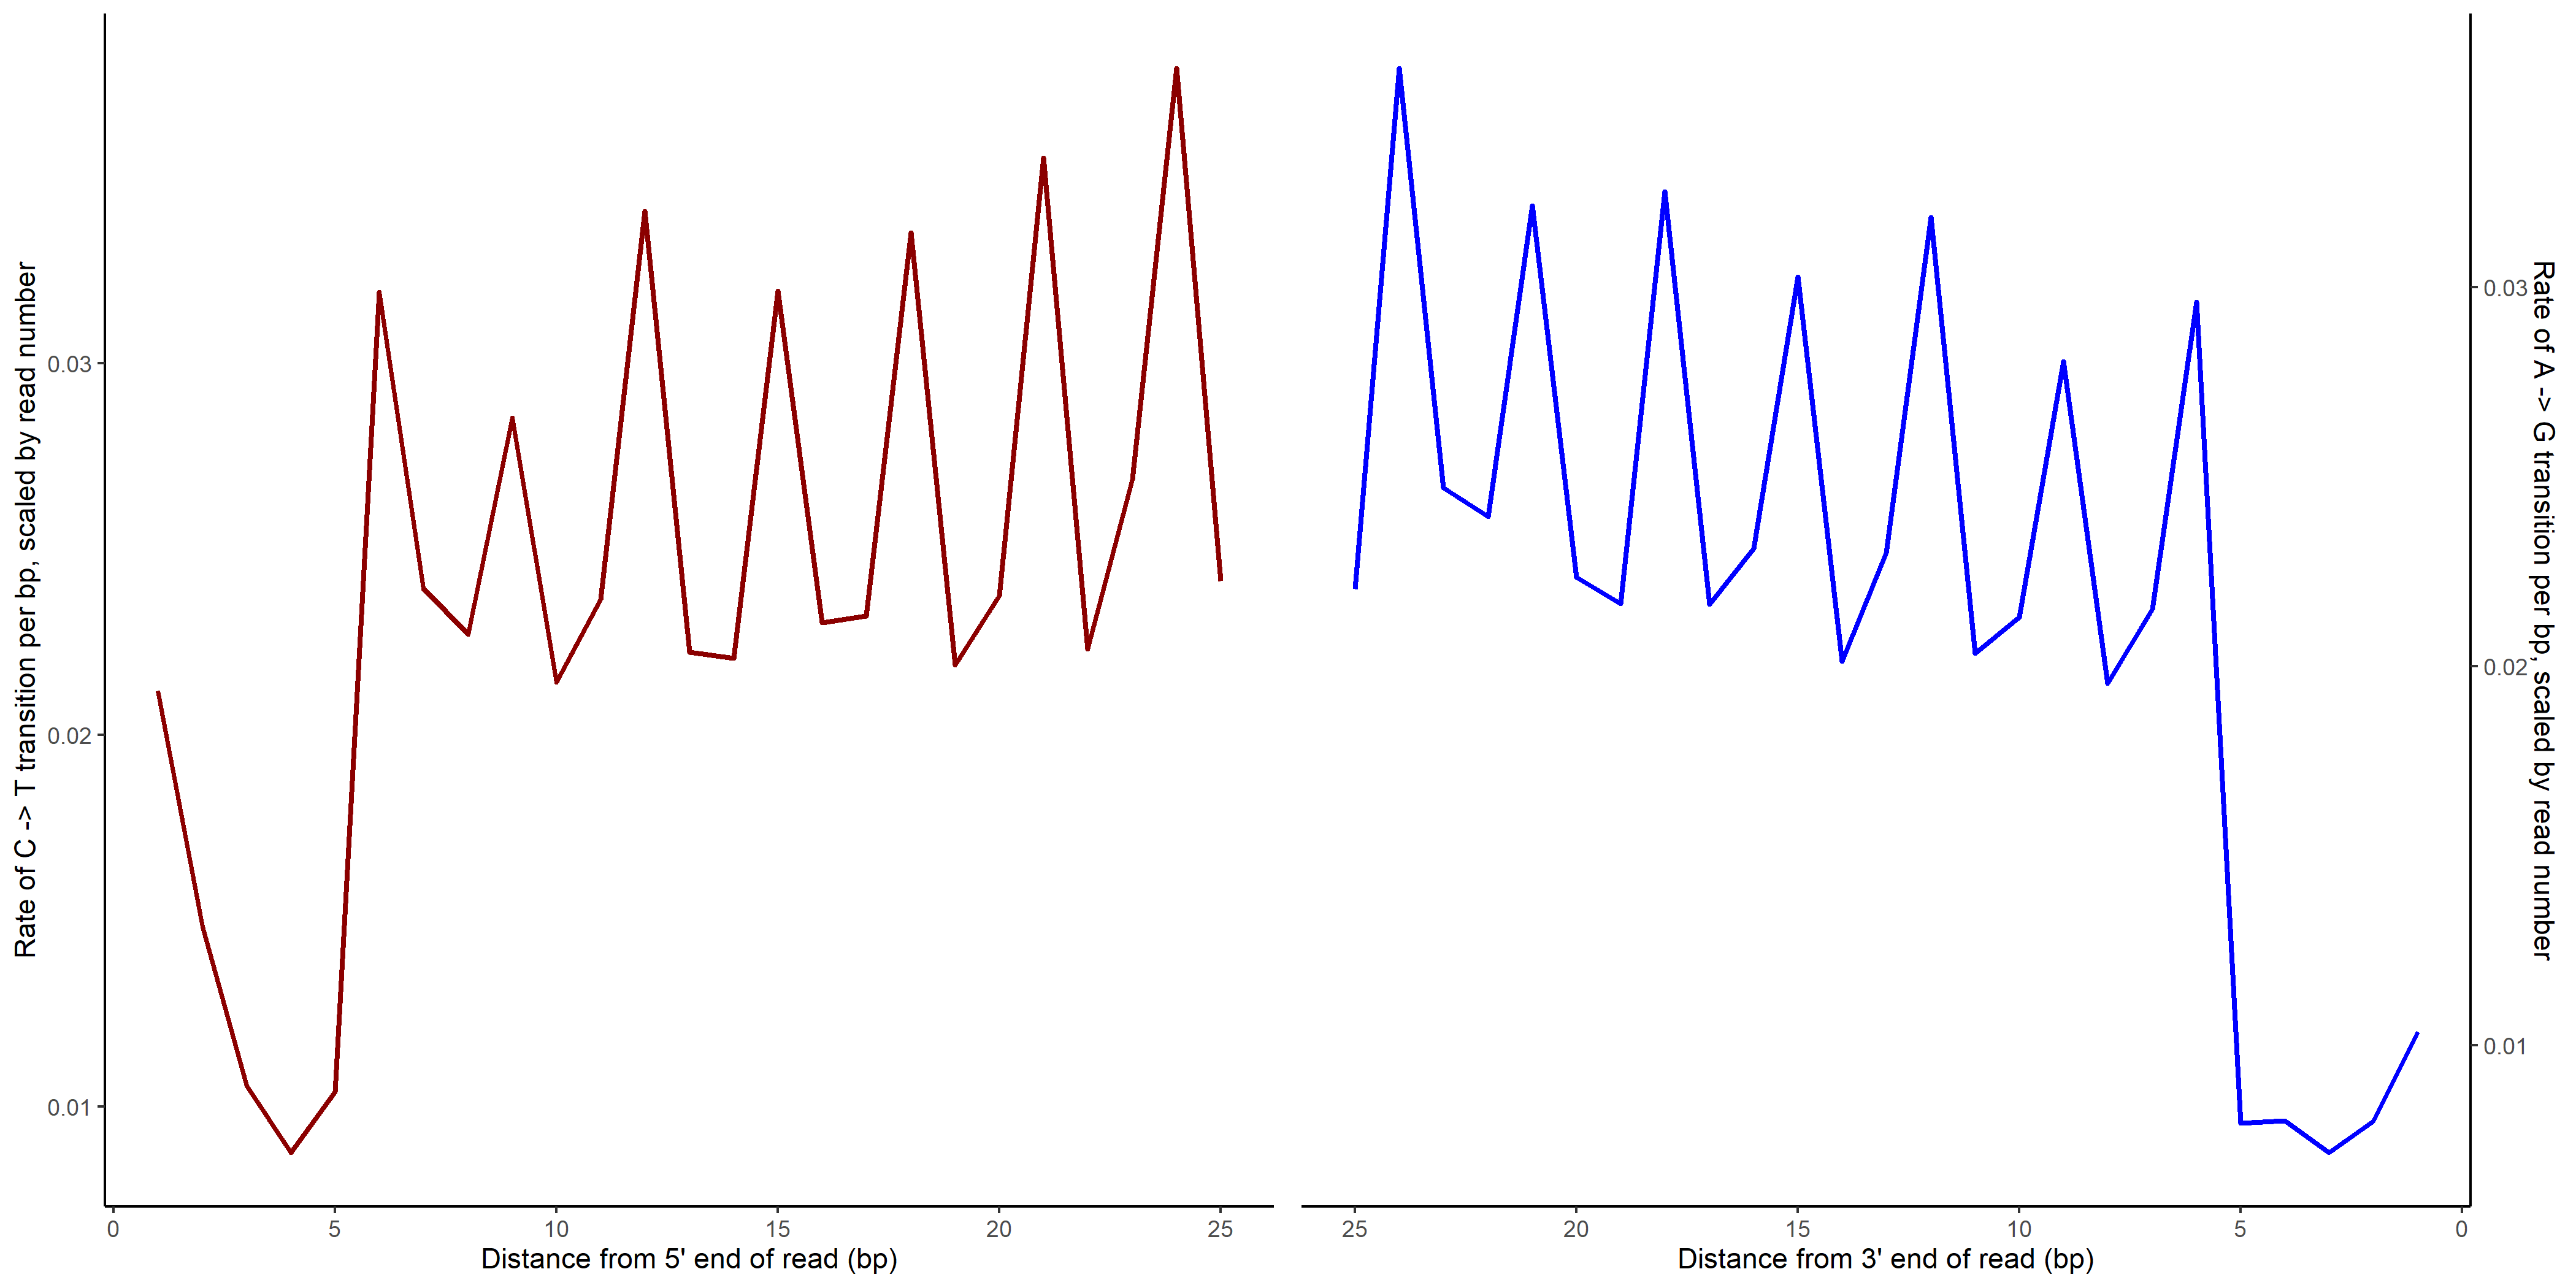 Rate of C -> T transition per bp, scaled by read number
0.03
0.02
0.01
0 5 10 15 20 25
Distance from 5' end of read (bp)
25 20 15 10 5 0
Distance from 3' end of read (bp)
0.03
0.02
0.01
Rate of A -> G transition per bp, scaled by read number